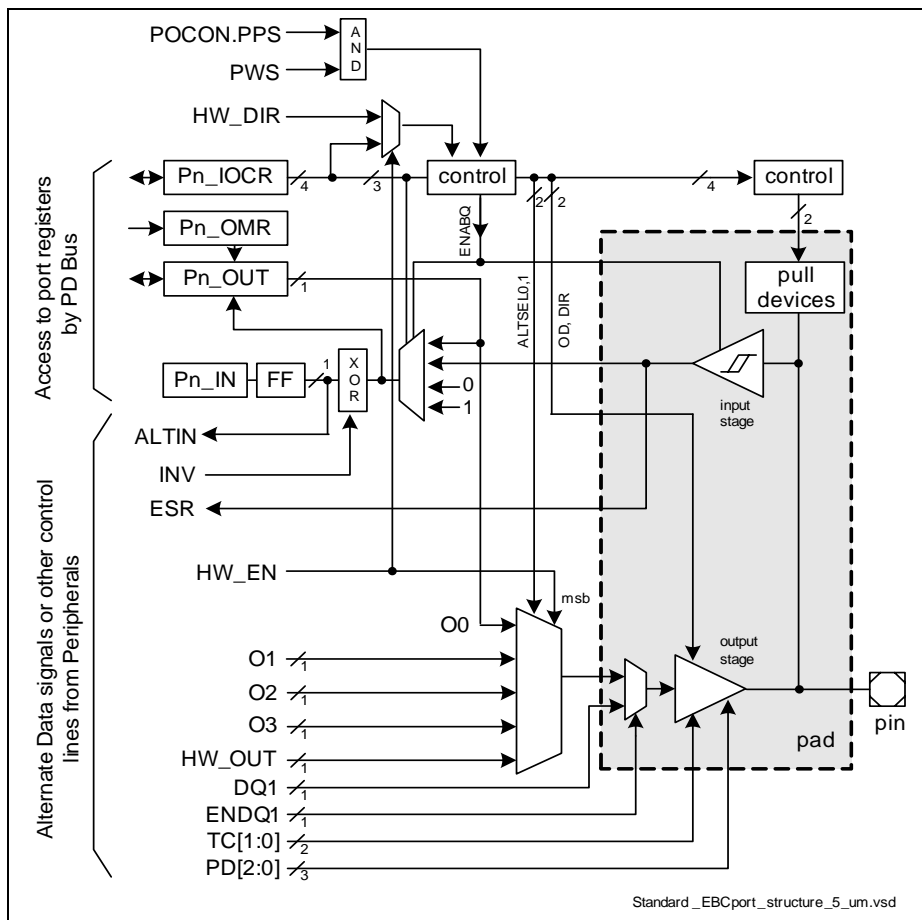 POCON.PPS
PWS
AND
HW_DIR
Pn_IOCR
4
3
control
2
2
4
control
2
Pn_OMR
Pn_OUT
1
ENABQ
ALTSEL0,1
OD, DIR
pull
devices
Access to port registers
by PD Bus
Pn_IN
FF
1
XOR
0
1
input
stage
ALTIN
INV
ESR
Alternate Data signals or other control
lines from Peripherals
HW_EN
msb
O0
O1
1
O2
1
O3
1
HW_OUT
1
DQ1
1
ENDQ1
1
TC[1:0]
2
PD[2:0]
3
output
stage
pad
pin
Standard _EBCport_structure_5_um.vsd